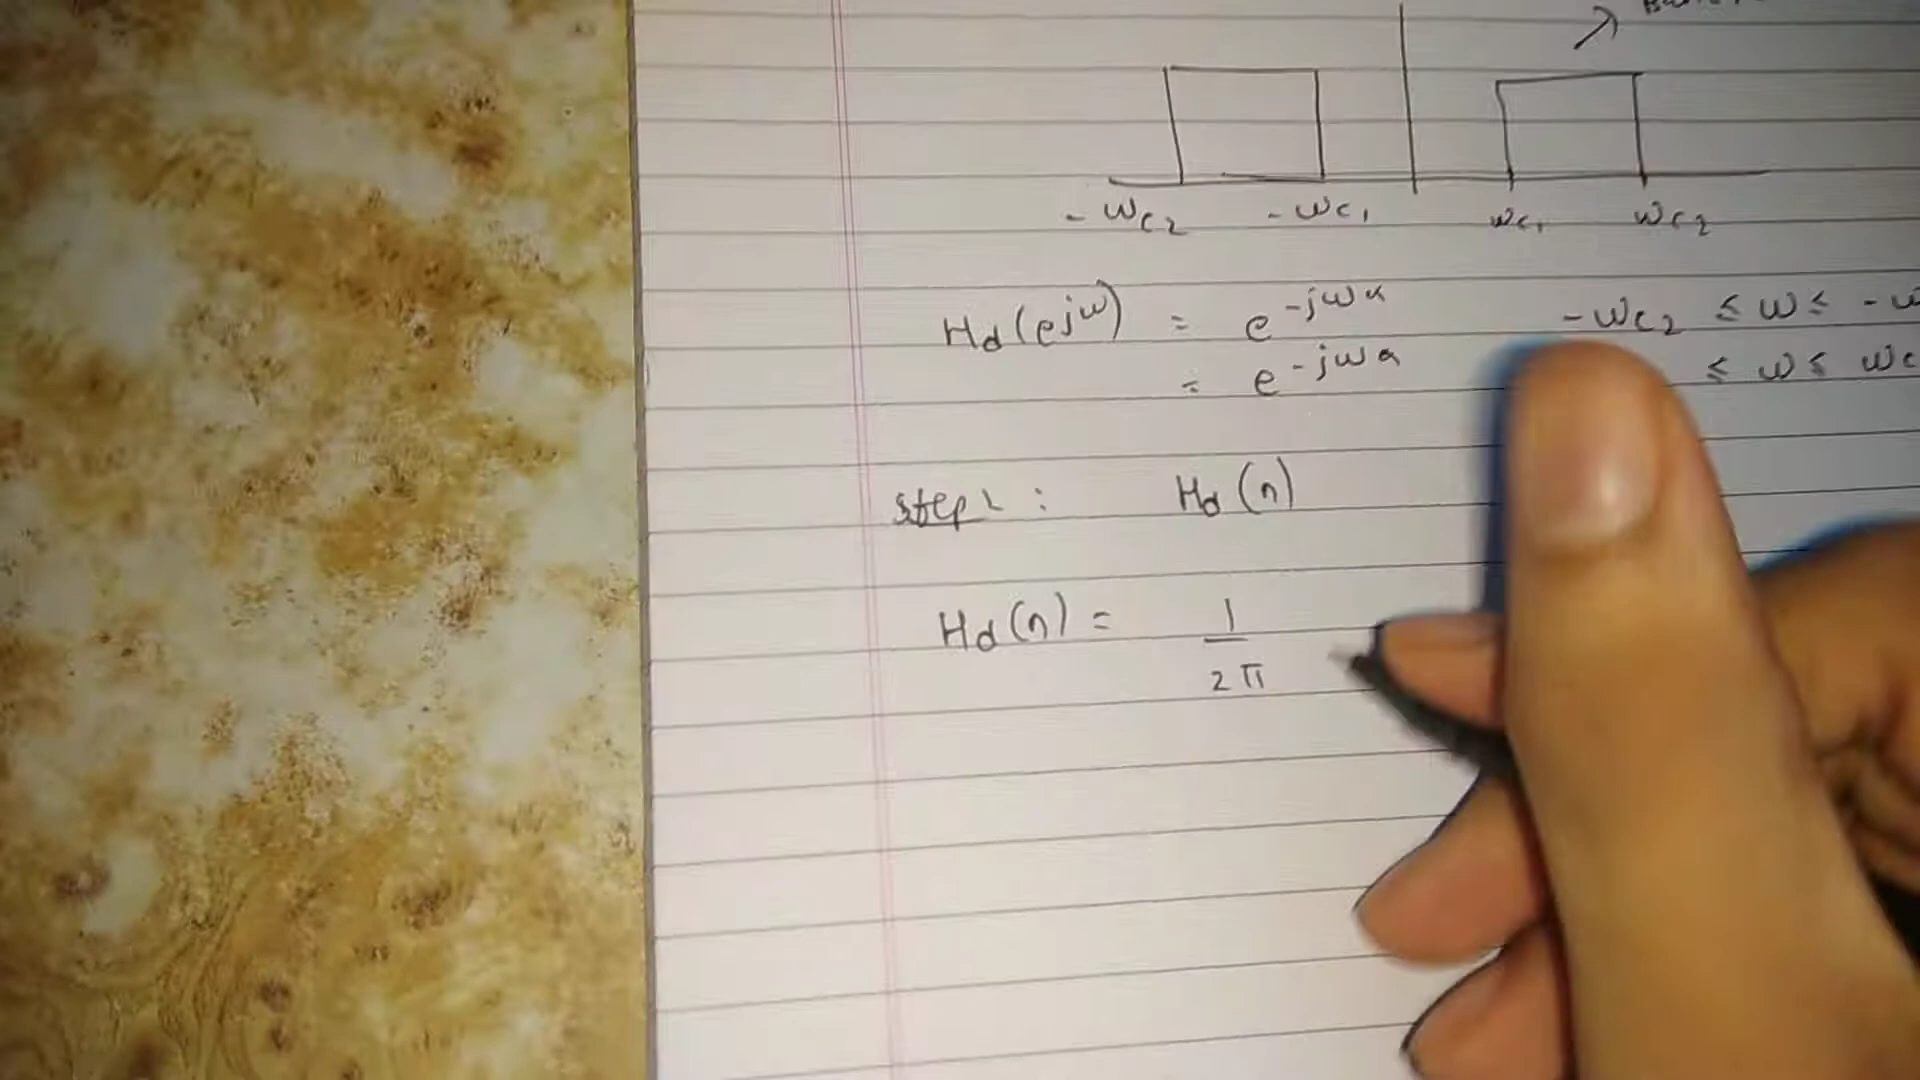 - ωc2 - ωc1 ωc1 ωc2
Hd(e^jω) = e^-jωα -ωc2 ≤ ω ≤ -ω
= e^-jωα ≤ ω ≤ ωc
step 2 : Hd(n)
Hd(n) = 1
2π